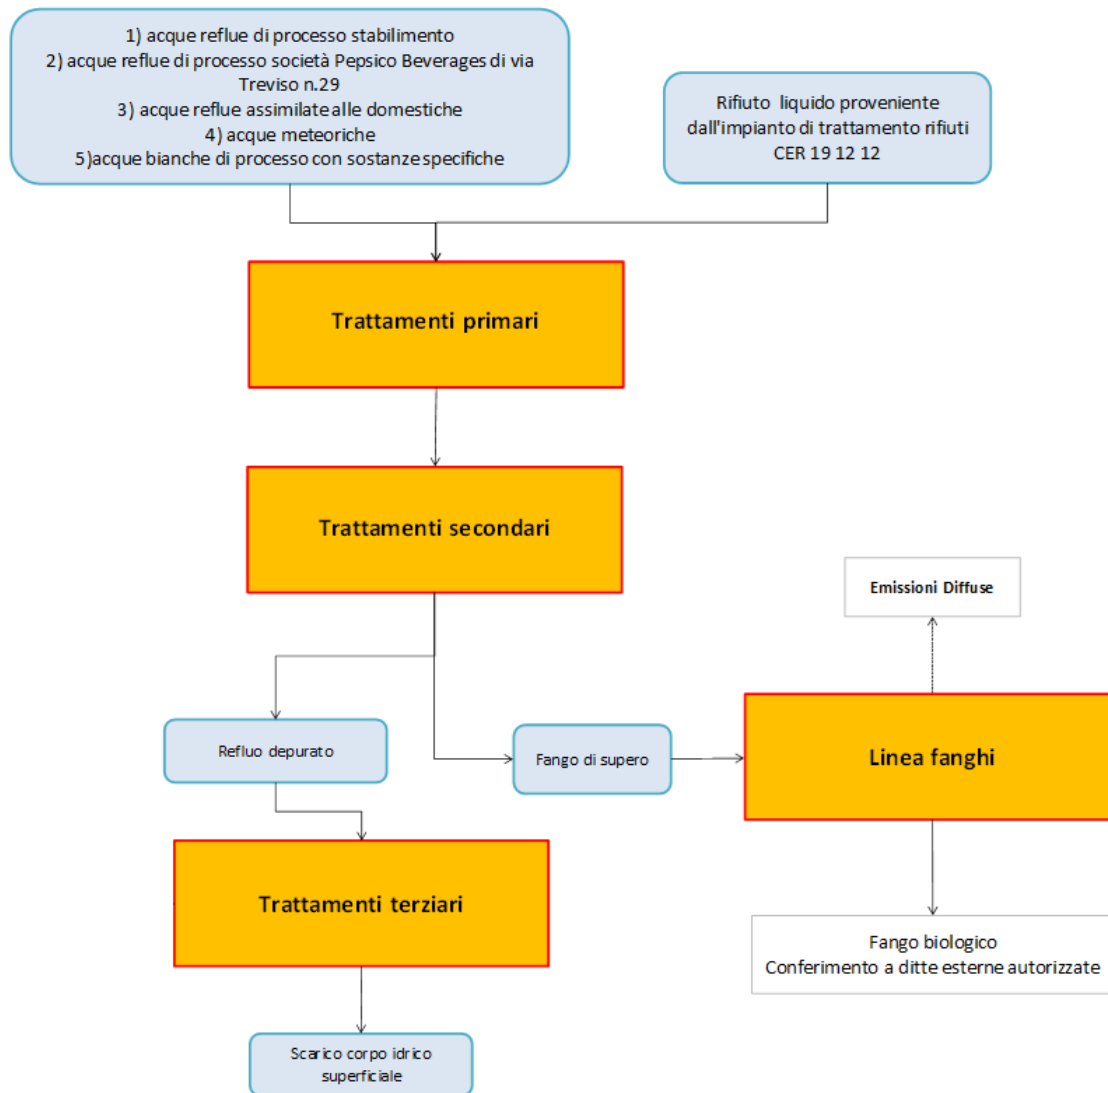 1) acque reflue di processo stabilimento
2) acque reflue di processo società Pepsico Beverages di via
Treviso n.29
3) acque reflue assimilate alle domestiche
4) acque meteoriche
5)acque bianche di processo con sostanze specifiche
Rifiuto liquido proveniente
dall'impianto di trattamento rifiuti
CER 19 12 12
Trattamenti primari
Trattamenti secondari
Emissioni Diffuse
Refluo depurato
Fango di supero
Linea fanghi
Trattamenti terziari
Fango biologico
Conferimento a ditte esterne autorizzate
Scarico corpo idrico
superficiale